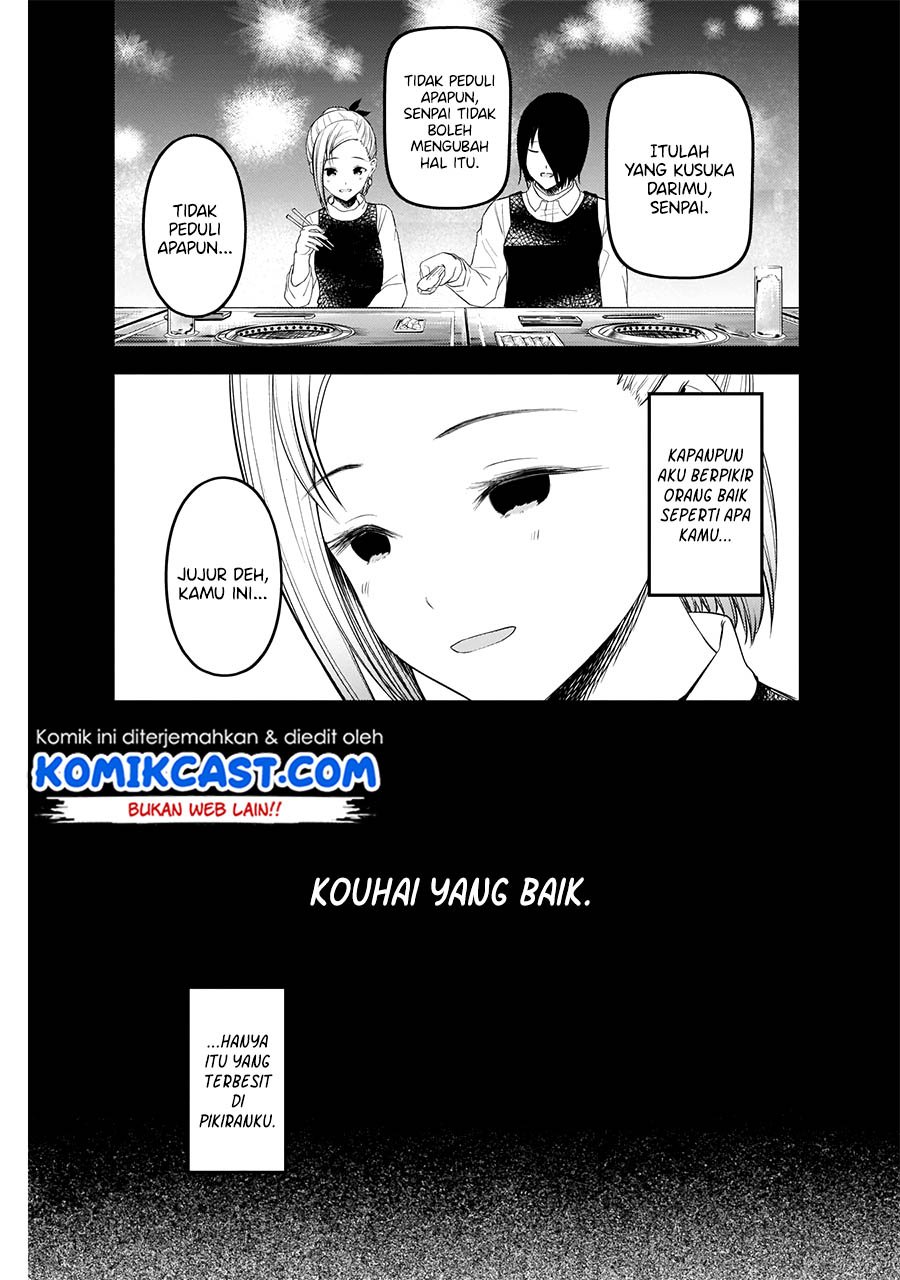 ITULAH
YANG KUSUKA
DARIMU,
SENPAI.
TIDAK PEDULI
APAPUN,
SENPAI TIDAK
BOLEH
MENGUBAH
HAL ITU.
TIDAK
PEDULI
APAPUN...
KAPANPUN
AKU BERPIKIR
ORANG BAIK
SEPERTI APA
KAMU...
JUJUR DEH,
KAMU INI...
Komik ini diterjemahkan & diedit oleh
KOMIKCAST.COM
BUKAN WEB LAIN!!
KOUHAI YANG BAIK.
...HANYA
ITU YANG
TERBESIT
DI
PIKIRANKU.